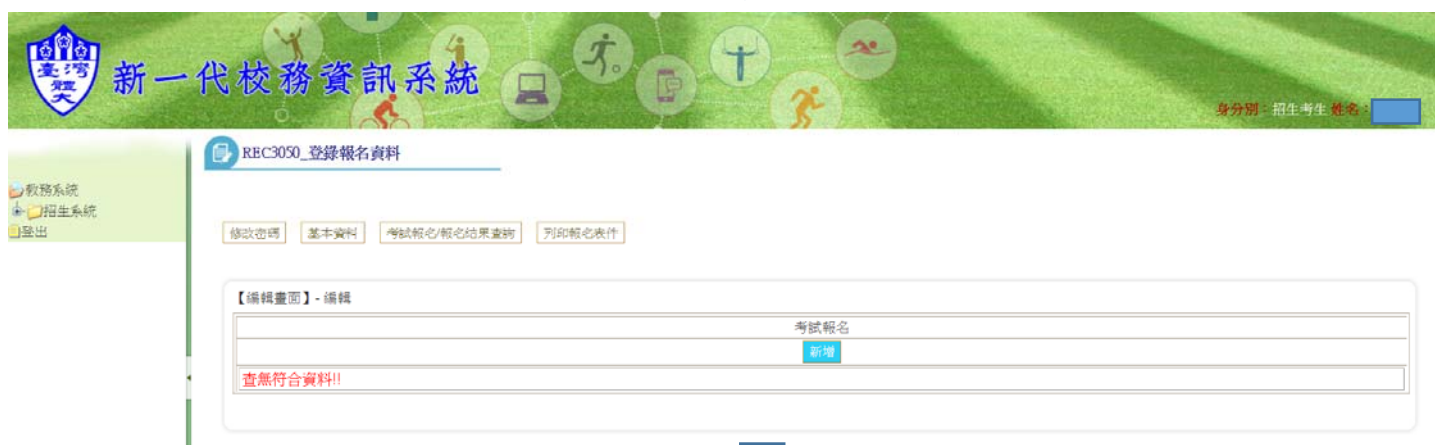 臺灣
體大
新一代校務資訊系統
身分別：招生考生 姓名：
REC3050_登錄報名資料
教務系統
招生系統
登出
修改密碼 基本資料 考試報名/報名結果查詢 列印報名表件
【編輯畫面】- 編輯
考試報名
新增
查無符合資料!!